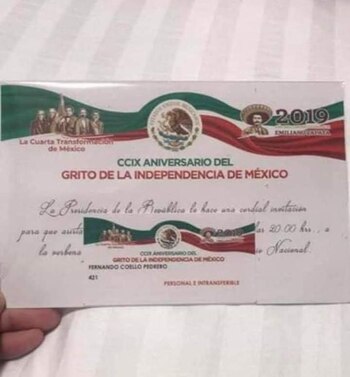 2019
EMILIANO ZAPATA
La Cuarta Transformación
de México
CCIX ANIVERSARIO DEL
GRITO DE LA INDEPENDENCIA DE MÉXICO
La Presidencia de la República le hace una cordial invitación
para que asista las 20:00 hrs., a
la verbena o Nacional.
CCIX ANIVERSARIO DEL
GRITO DE LA INDEPENDENCIA DE MÉXICO
FERNANDO COELLO PEDRERO
421
PERSONAL E INTRANSFERIBLE